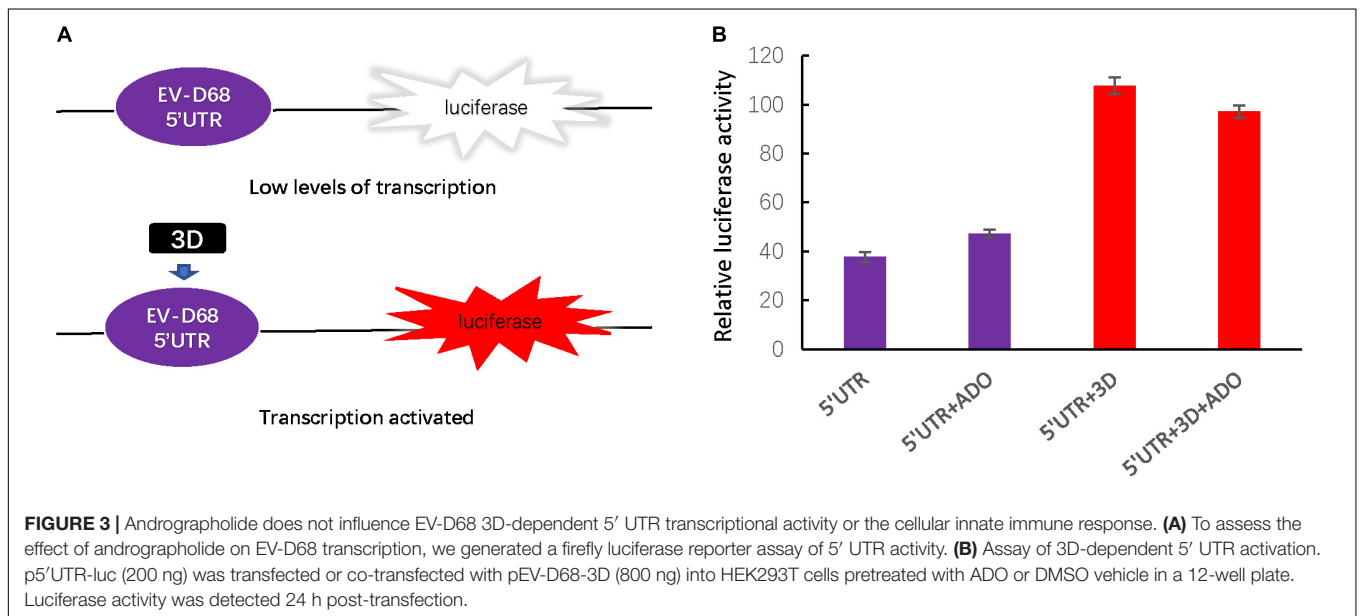 A
EV-D68
5'UTR
luciferase
Low levels of transcription
3D
EV-D68
5'UTR
luciferase
Transcription activated
B
Relative luciferase activity
120
100
80
60
40
20
0
5'UTR
5'UTR+ADO
5'UTR+3D
5'UTR+3D+ADO
FIGURE 3 | Andrographolide does not influence EV-D68 3D-dependent 5′ UTR transcriptional activity or the cellular innate immune response. (A) To assess the
effect of andrographolide on EV-D68 transcription, we generated a firefly luciferase reporter assay of 5′ UTR activity. (B) Assay of 3D-dependent 5′ UTR activation.
p5′UTR-luc (200 ng) was transfected or co-transfected with pEV-D68-3D (800 ng) into HEK293T cells pretreated with ADO or DMSO vehicle in a 12-well plate.
Luciferase activity was detected 24 h post-transfection.